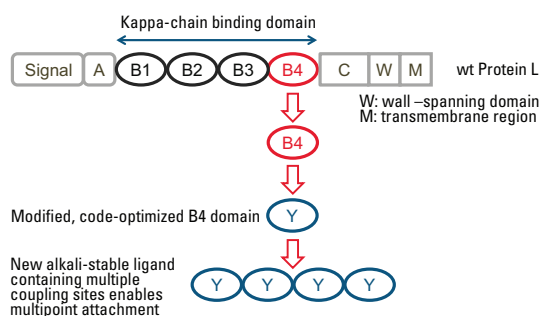 Kappa-chain binding domain
Signal A B1 B2 B3 B4 C W M wt Protein L
W: wall –spanning domain
M: transmembrane region
B4
Modified, code-optimized B4 domain Y
New alkali-stable ligand
containing multiple
coupling sites enables
multipoint attachment
Y Y Y Y